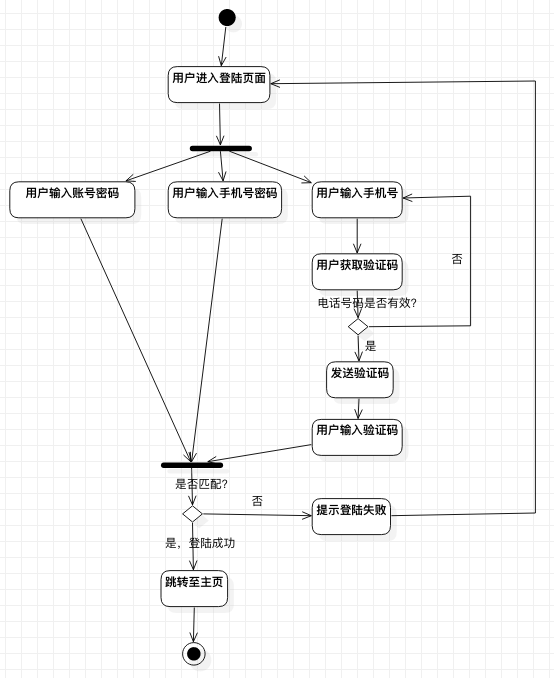 用户进入登陆页面
用户输入账号密码
用户输入手机号密码
用户输入手机号
用户获取验证码
否
电话号码是否有效?
是
发送验证码
用户输入验证码
是否匹配?
否
提示登陆失败
是，登陆成功
跳转至主页